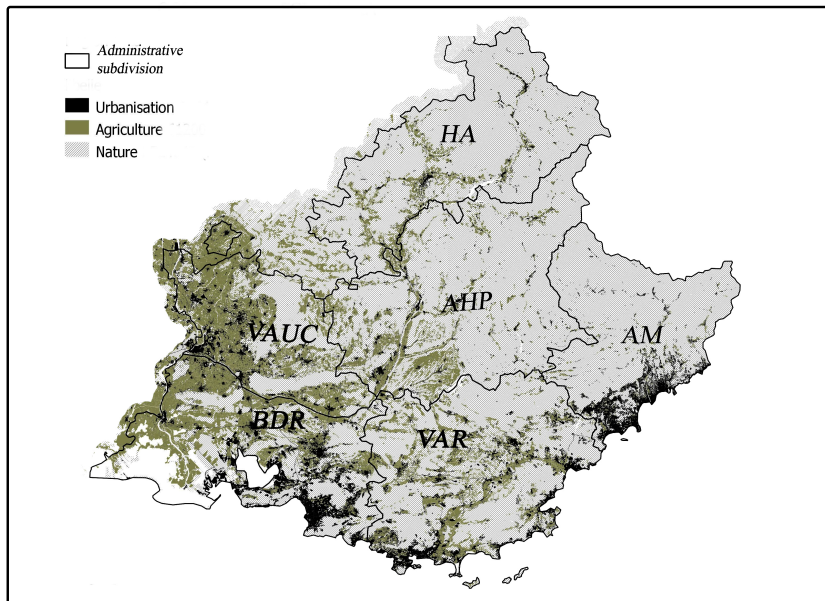 Administrative
subdivision
Urbanisation
Agriculture
Nature
HA
AHP
VAUC
AM
BDR
VAR